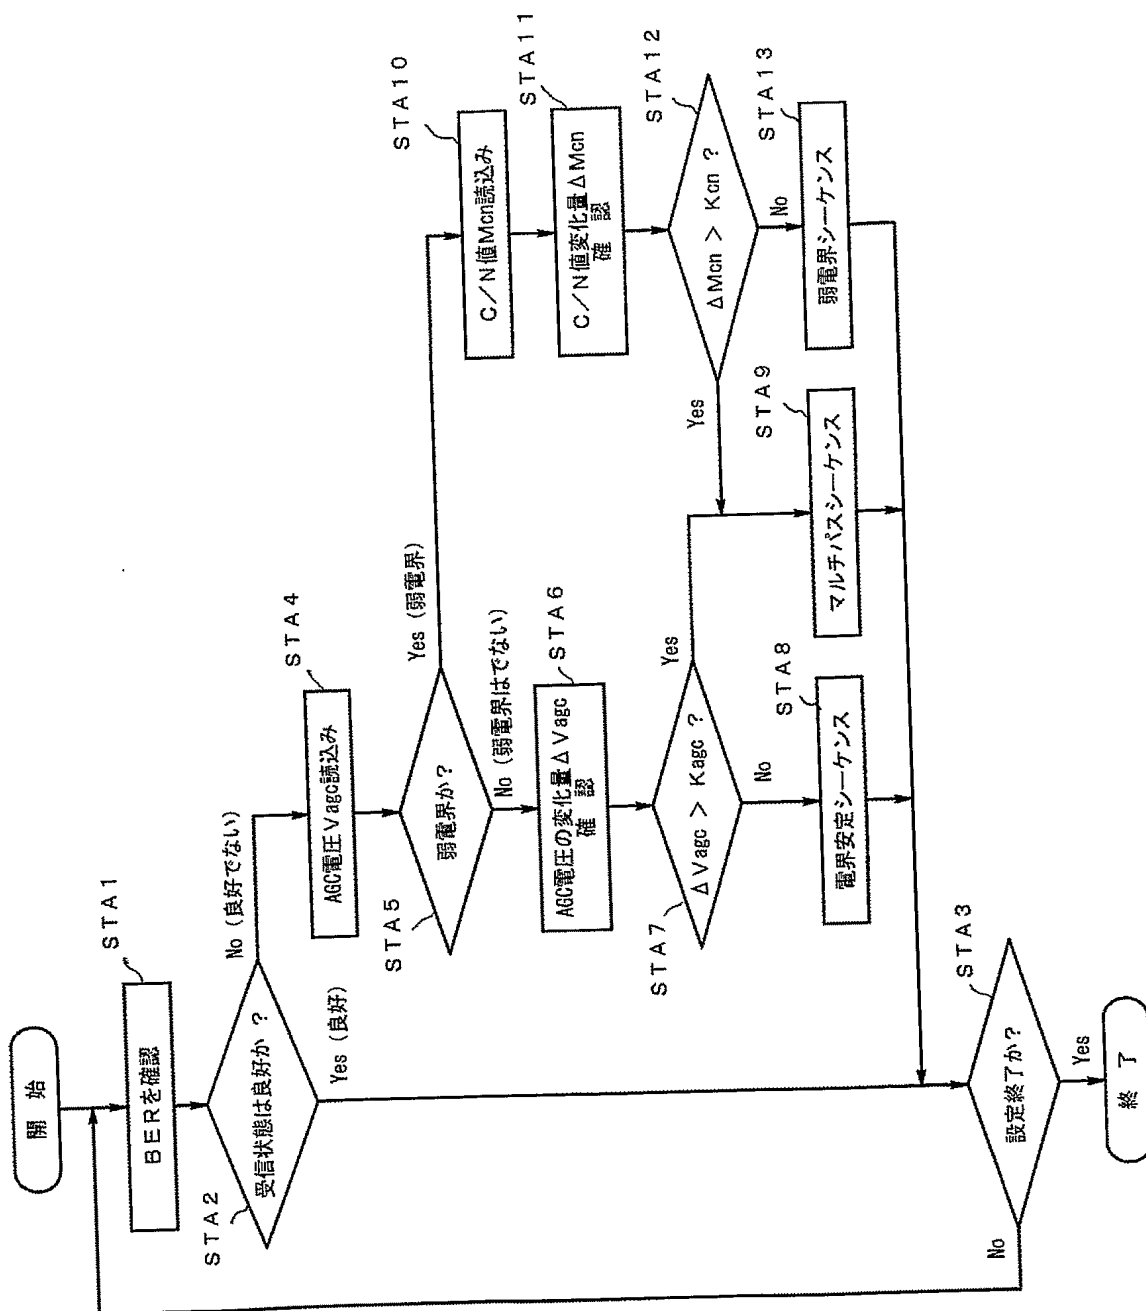 開始
BERを確認
STA1
受信状態は良好か ?
STA2
No (良好でない)
Yes (良好)
AGC電圧Vagc読込み
STA4
弱電界か ?
STA5
Yes (弱電界)
No (弱電界はでない)
AGC電圧の変化量ΔVagc
確 認
STA6
ΔVagc > Kagc ?
STA7
Yes
No
電界安定シーケンス
STA8
マルチパスシーケンス
STA9
C/N値Mcn読込み
STA10
C/N値変化量ΔMcn
確 認
STA11
ΔMcn > Kcn ?
STA12
Yes
No
弱電界シーケンス
STA13
設定終了か?
STA3
No
Yes
終 了